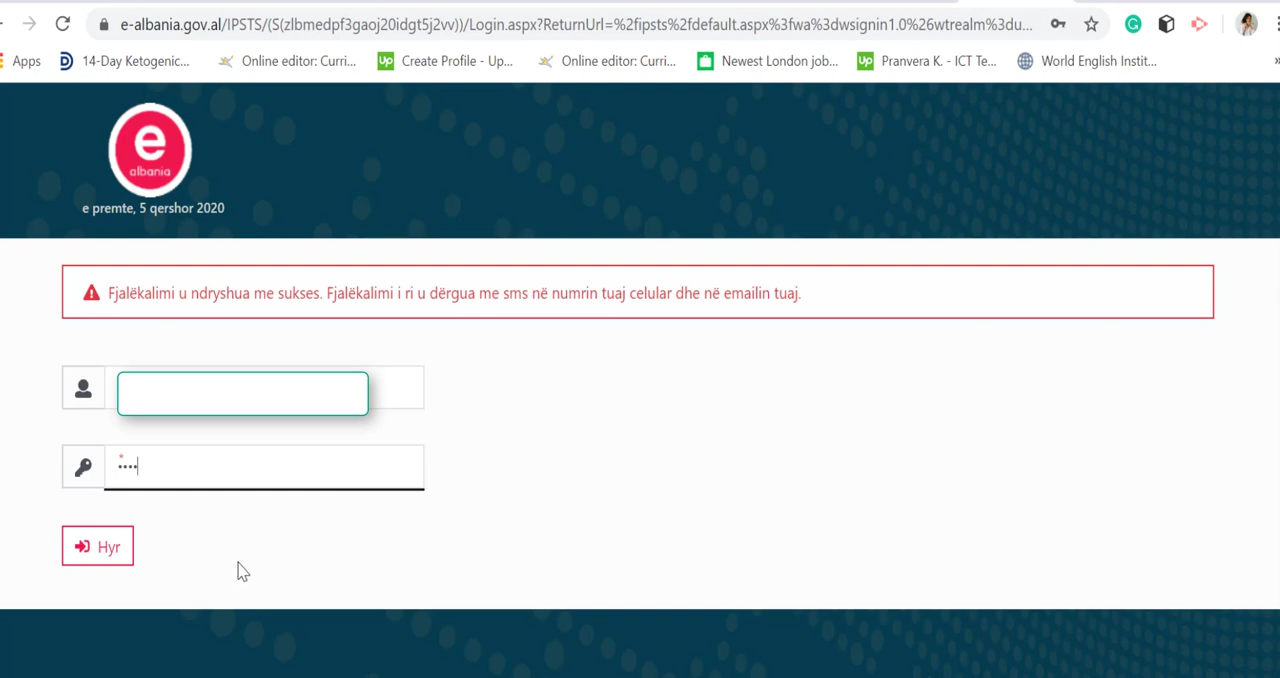 e-albania.gov.al/IPSTS/(S(zlbmedpf3gaoj20idgt5j2vv))/Login.aspx?ReturnUrl=%2fipsts%2fdefault.aspx%3fwa%3dwsignin1.0%26wtrealm%3du...
Apps 14-Day Ketogenic... Online editor: Curri... Up Create Profile - Up... Online editor: Curri... Newest London job... Up Pranvera K. - ICT Te... World English Instit... »
e
albania
e premte, 5 qershor 2020
Fjalëkalimi u ndryshua me sukses. Fjalëkalimi i ri u dërgua me sms në numrin tuaj celular dhe në emailin tuaj.
* ••••
Hyr